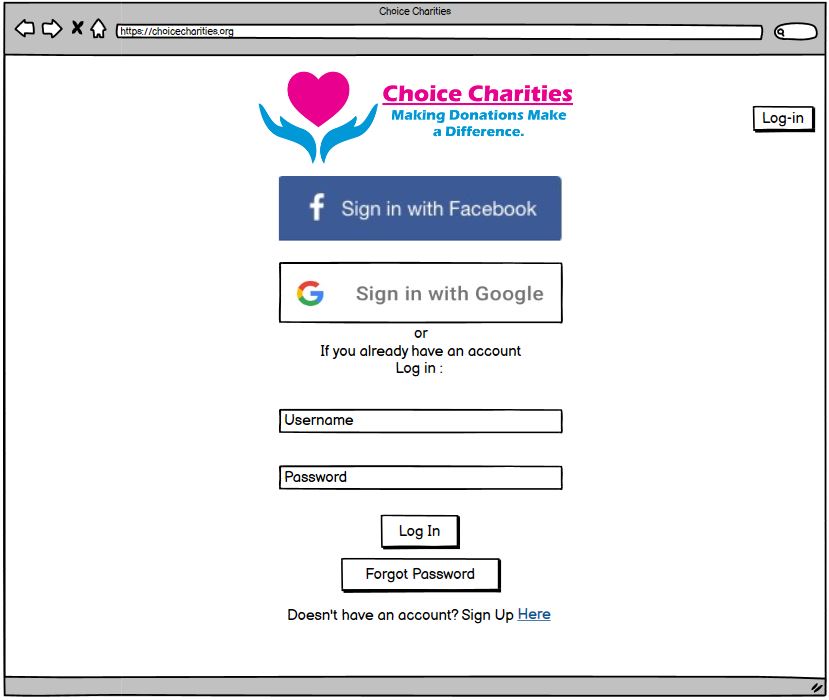 Choice Charities
https://choicecharities.org
Choice Charities
Making Donations Make
a Difference.
Log-in
f Sign in with Facebook
G Sign in with Google
or
If you already have an account
Log in :
Username
Password
Log In
Forgot Password
Doesn't have an account? Sign Up Here